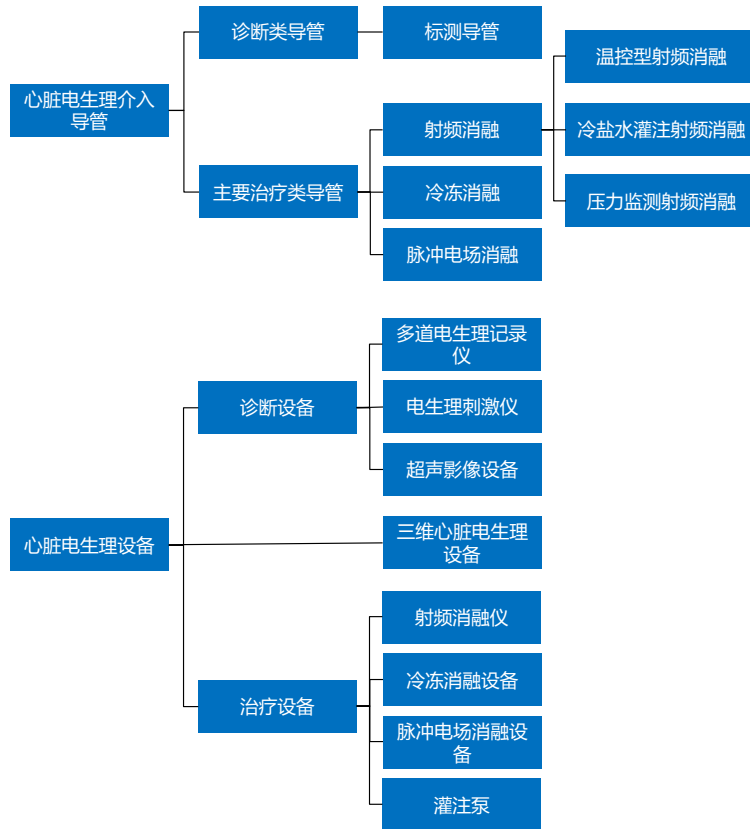 诊断类导管
标测导管
心脏电生理介入
导管
温控型射频消融
射频消融
冷盐水灌注射频消融
主要治疗类导管
冷冻消融
压力监测射频消融
脉冲电场消融
多道电生理记录
仪
诊断设备
电生理刺激仪
超声影像设备
心脏电生理设备
三维心脏电生理
设备
射频消融仪
冷冻消融设备
治疗设备
脉冲电场消融设
备
灌注泵